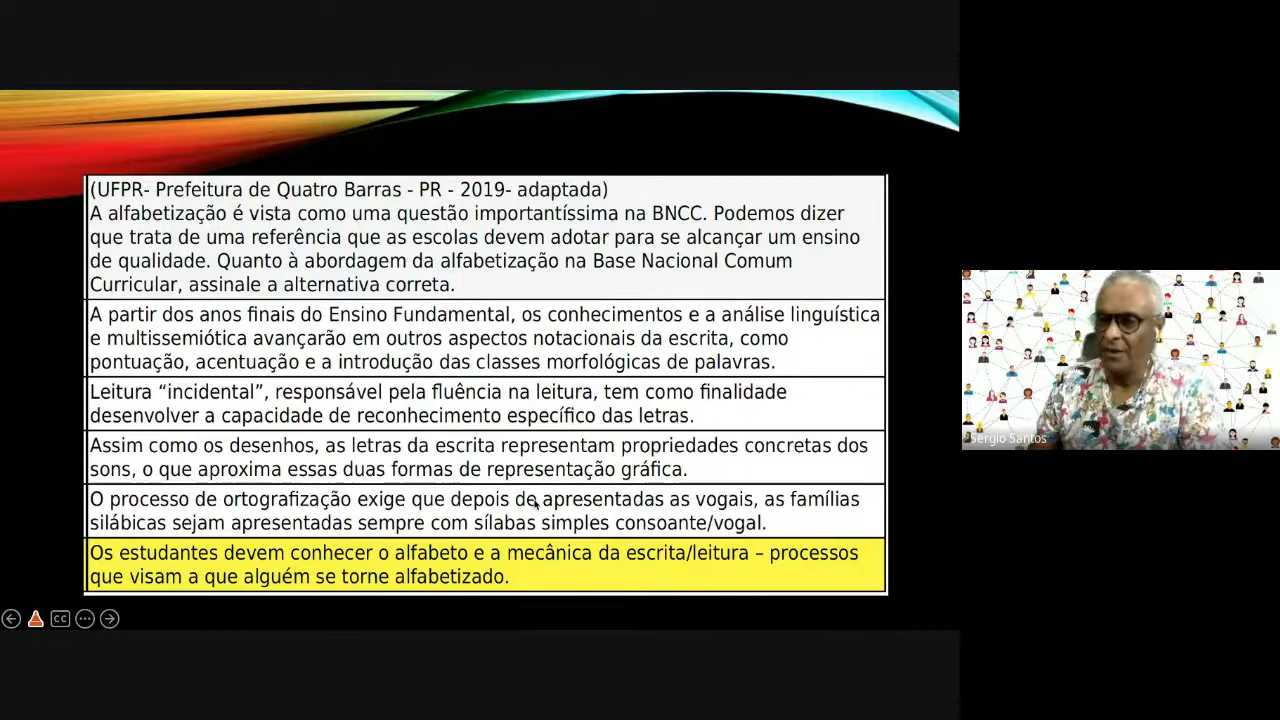 (UFPR- Prefeitura de Quatro Barras - PR - 2019- adaptada)
A alfabetização é vista como uma questão importantíssima na BNCC. Podemos dizer
que trata de uma referência que as escolas devem adotar para se alcançar um ensino
de qualidade. Quanto à abordagem da alfabetização na Base Nacional Comum
Curricular, assinale a alternativa correta.
A partir dos anos finais do Ensino Fundamental, os conhecimentos e a análise linguística
e multissemiótica avançarão em outros aspectos notacionais da escrita, como
pontuação, acentuação e a introdução das classes morfológicas de palavras.
Leitura “incidental”, responsável pela fluência na leitura, tem como finalidade
desenvolver a capacidade de reconhecimento específico das letras.
Assim como os desenhos, as letras da escrita representam propriedades concretas dos
sons, o que aproxima essas duas formas de representação gráfica.
O processo de ortografização exige que depois de apresentadas as vogais, as famílias
silábicas sejam apresentadas sempre com sílabas simples consoante/vogal.
Os estudantes devem conhecer o alfabeto e a mecânica da escrita/leitura – processos
que visam a que alguém se torne alfabetizado.
CC
Sergio Santos